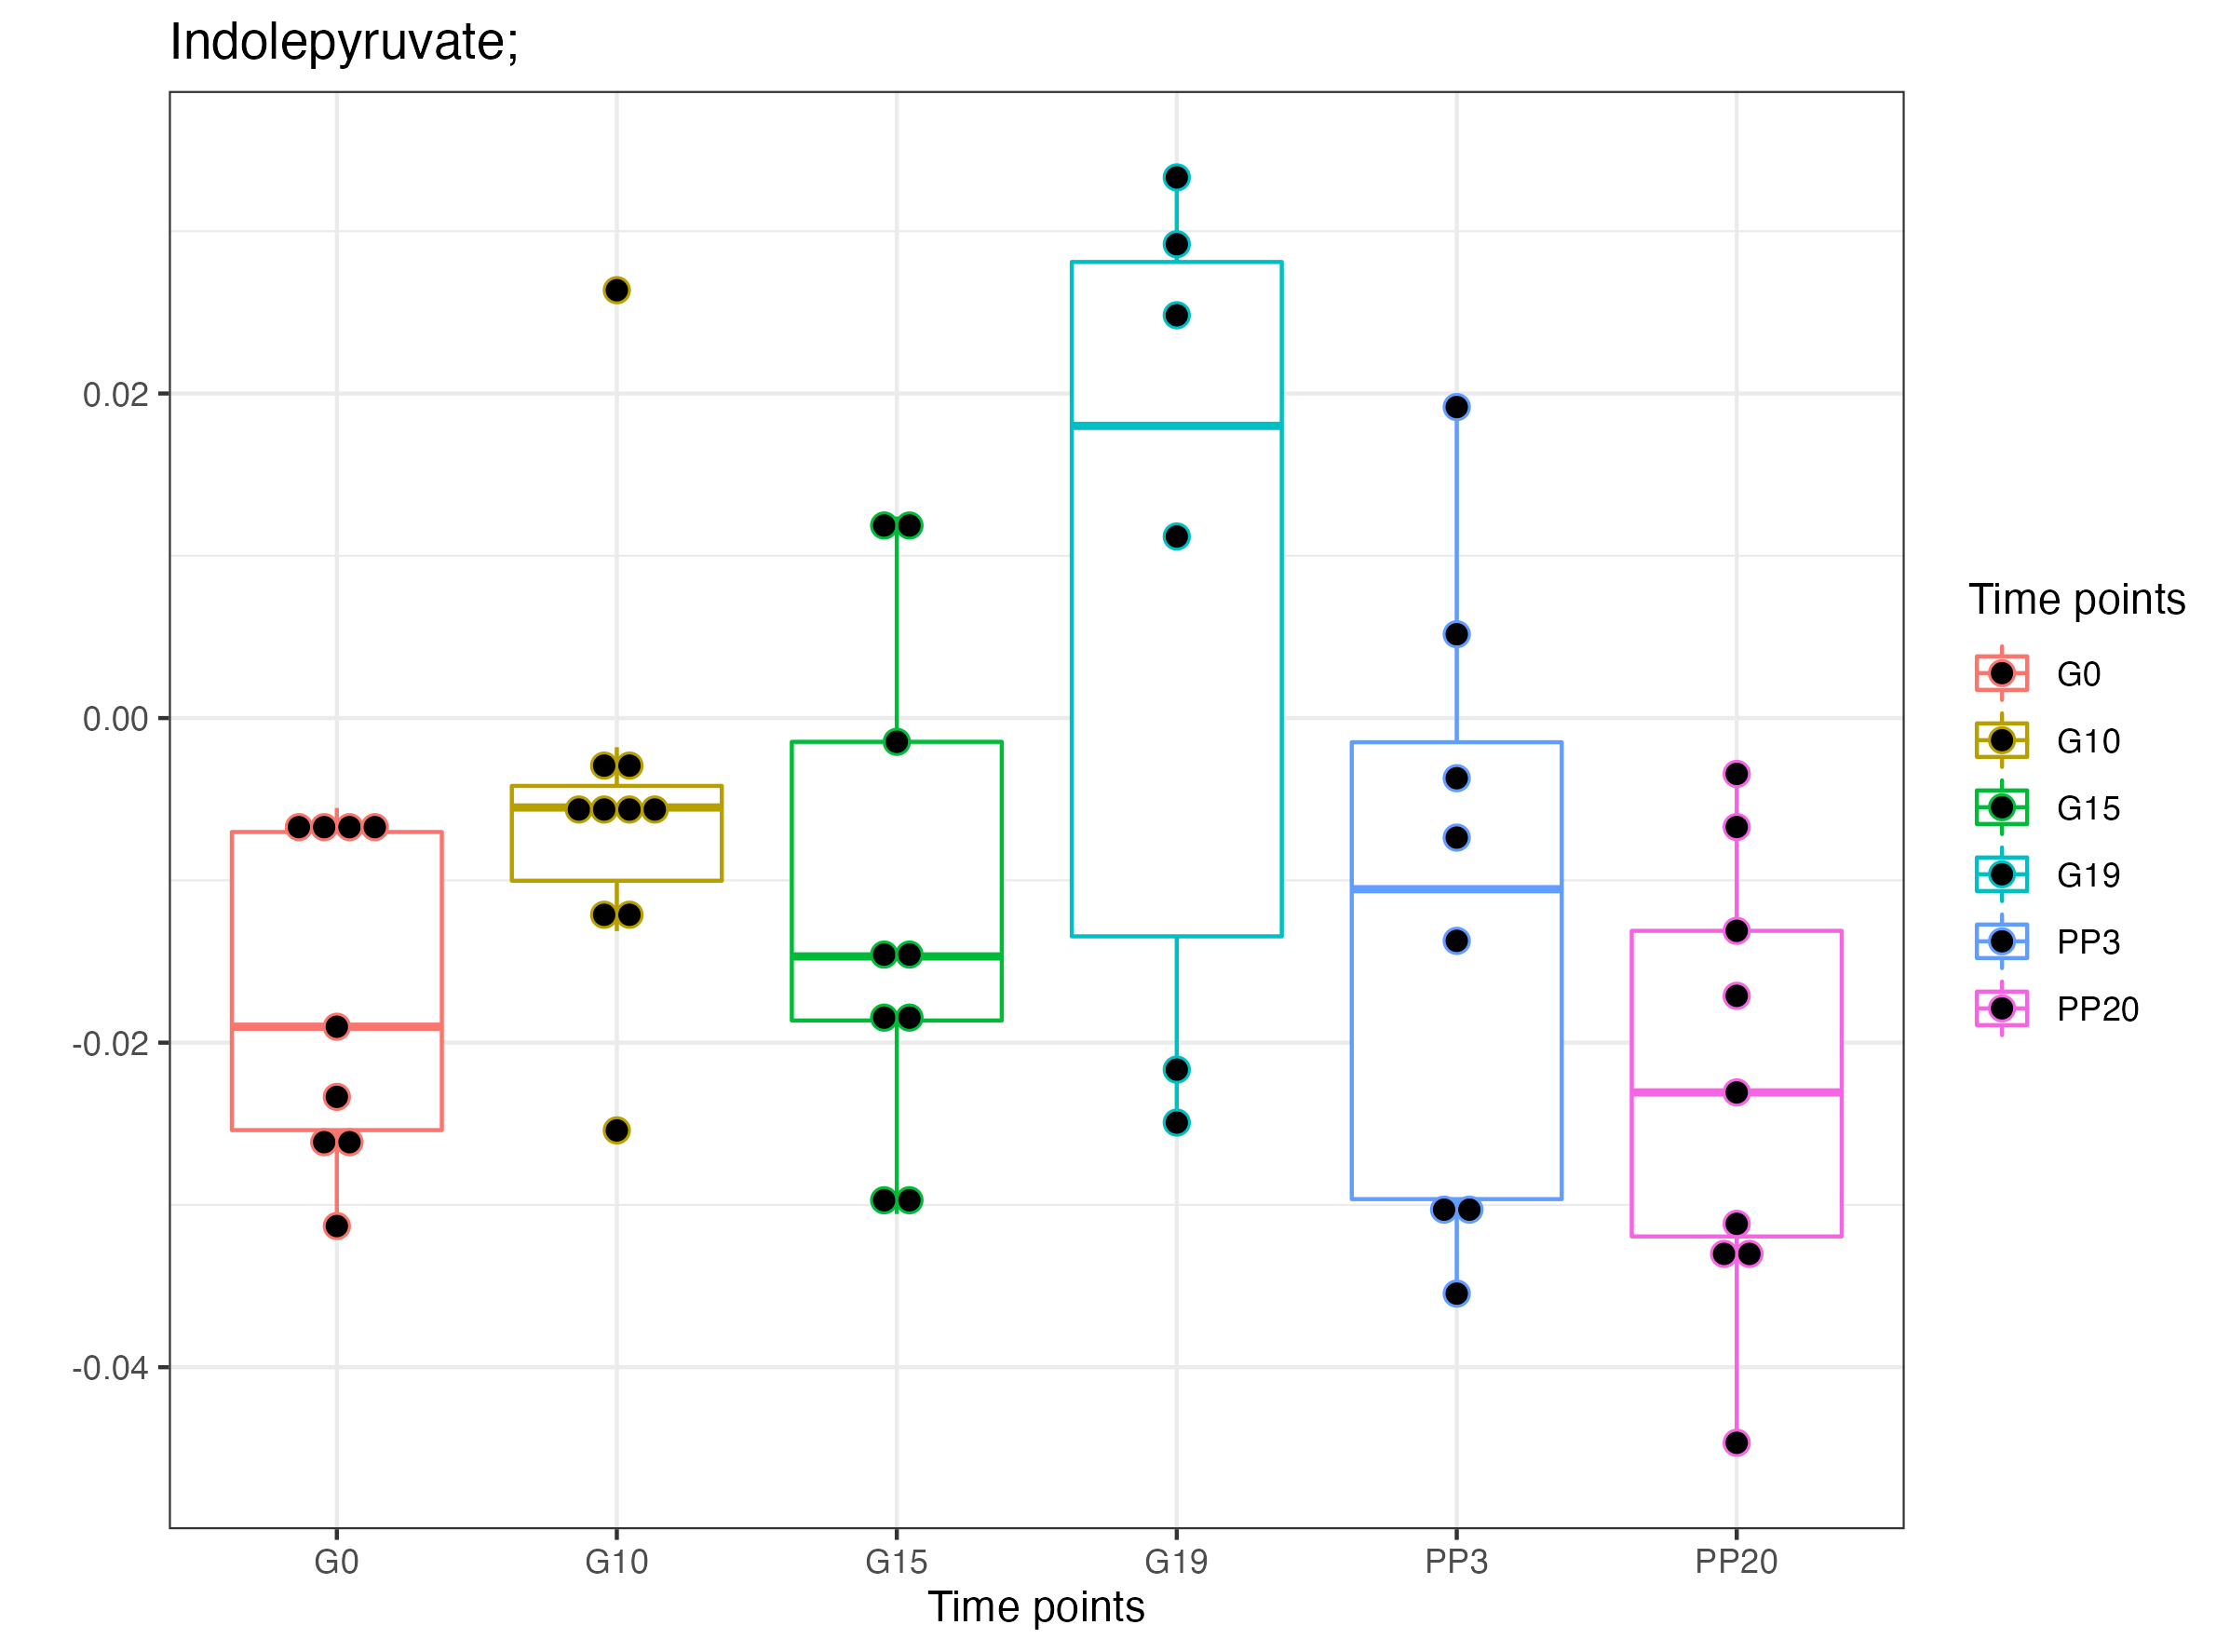 Indolepyruvate;
0.02
0.00
-0.02
-0.04
G0 G10 G15 G19 PP3 PP20
Time points
Time points
G0
G10
G15
G19
PP3
PP20